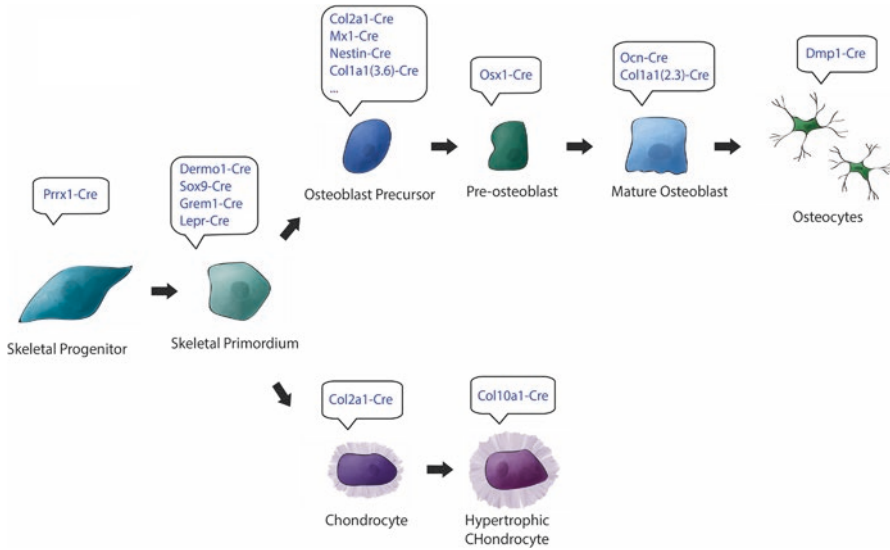 Prrx1-Cre
Skeletal Progenitor
Dermo1-Cre
Sox9-Cre
Grem1-Cre
Lepr-Cre
Skeletal Primordium
Col2a1-Cre
Mx1-Cre
Nestin-Cre
Col1a1(3.6)-Cre
...
Osteoblast Precursor
Osx1-Cre
Pre-osteoblast
Ocn-Cre
Col1a1(2.3)-Cre
Mature Osteoblast
Dmp1-Cre
Osteocytes
Col2a1-Cre
Chondrocyte
Col10a1-Cre
Hypertrophic
CHondrocyte